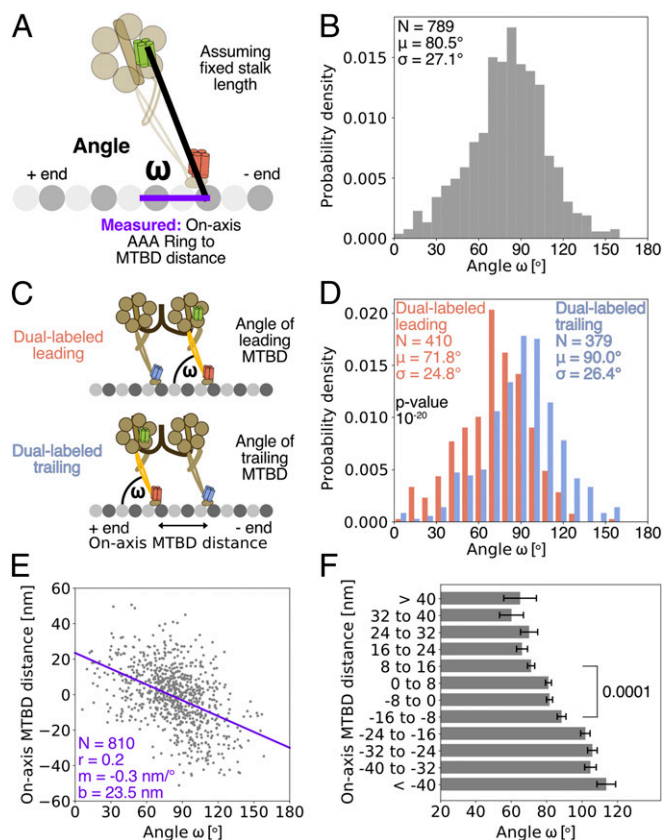 A
Assuming
fixed stalk
length
Angle
ω
+ end
- end
Measured: On-axis
AAA Ring to
MTBD distance
B
N = 789
μ = 80.5°
σ = 27.1°
Probability density
0.015
0.010
0.005
0.000
0
30
60
90
120
150
180
Angle ω [°]
C
Dual-labeled
leading
Angle of
leading
MTBD
ω
Dual-labeled
trailing
Angle of
trailing
MTBD
ω
+ end
- end
On-axis MTBD distance
D
Dual-labeled
leading
N = 410
μ = 71.8°
σ = 24.8°
p-value
10-20
Dual-labeled
trailing
N = 379
μ = 90.0°
σ = 26.4°
Probability density
0.020
0.015
0.010
0.005
0.000
0
30
60
90
120
150
180
Angle ω [°]
E
On-axis MTBD distance [nm]
60
40
20
0
−20
−40
−60
N = 810
r = 0.2
m = -0.3 nm/°
b = 23.5 nm
0
30
60
90
120
150
180
Angle ω [°]
F
On-axis MTBD distance [nm]
> 40
32 to 40
24 to 32
16 to 24
8 to 16
0 to 8
-8 to 0
-16 to -8
-24 to -16
-32 to -24
-40 to -32
< -40
0.0001
20
40
60
80
100
120
Angle ω [°]